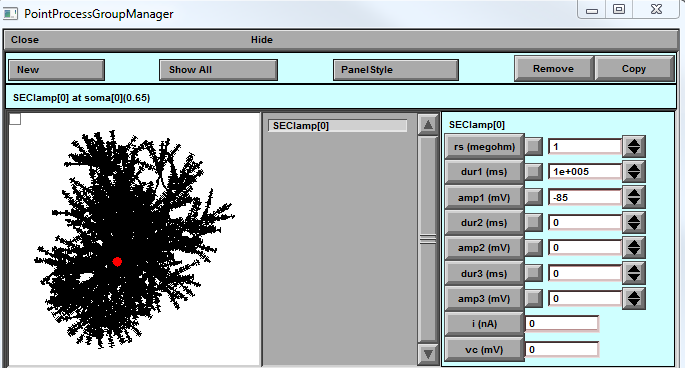 PointProcessGroupManager
Close Hide
New Show All PanelStyle Remove Copy
SEClamp[0] at soma[0](0.65)
SEClamp[0]
SEClamp[0]
rs (megohm) 1
dur1 (ms) 1e+005
amp1 (mV) -85
dur2 (ms) 0
amp2 (mV) 0
dur3 (ms) 0
amp3 (mV) 0
i (nA) 0
vc (mV) 0